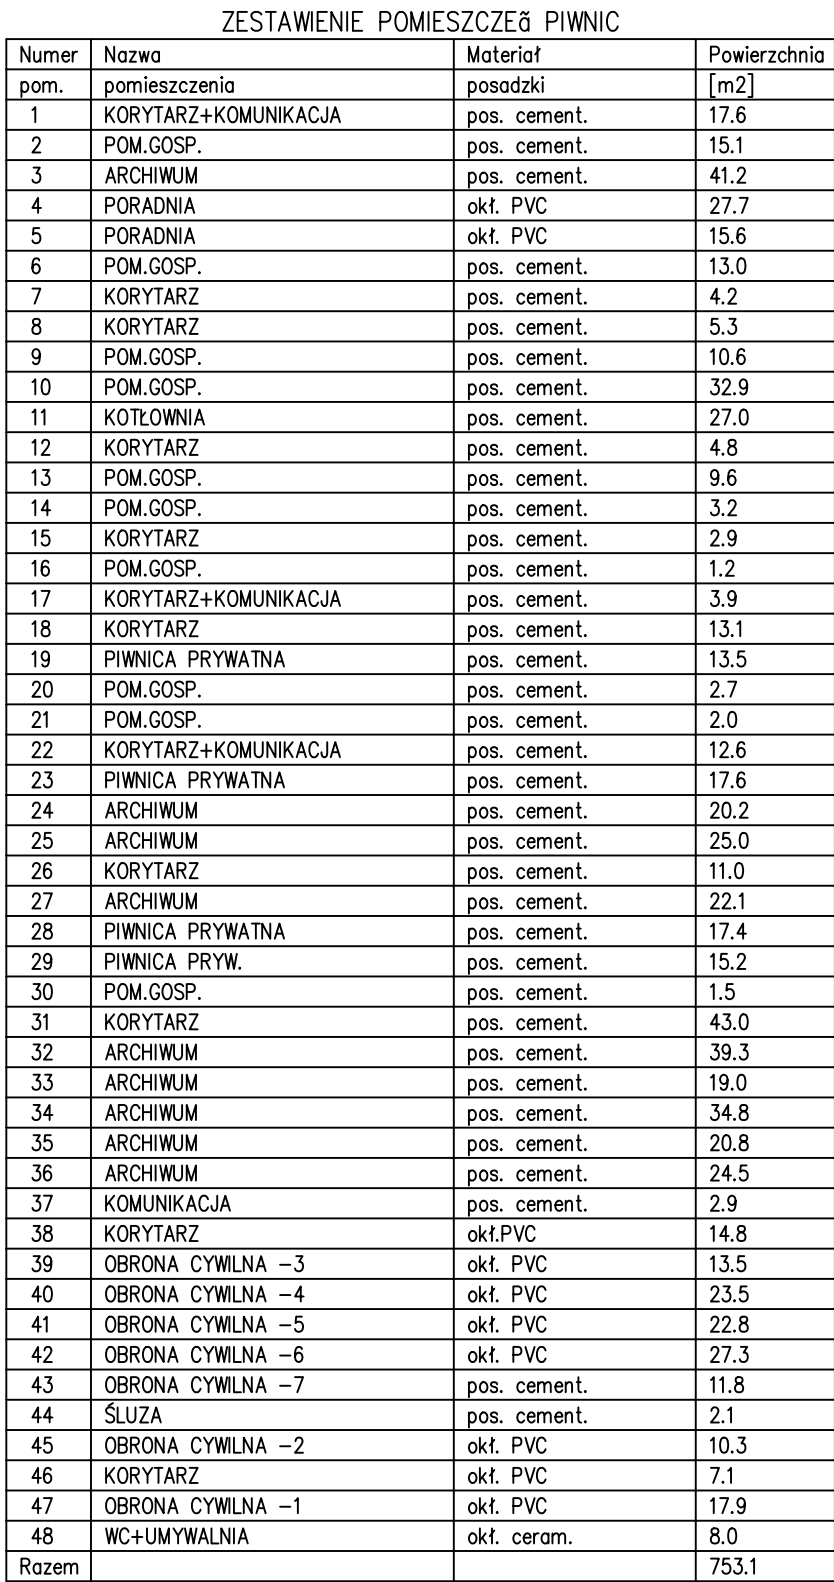 ZESTAWIENIE POMIESZCZEã PIWNIC
Numer Nazwa Materiał Powierzchnia
pom. pomieszczenia posadzki [m2]
1 KORYTARZ+KOMUNIKACJA pos. cement. 17.6
2 POM.GOSP. pos. cement. 15.1
3 ARCHIWUM pos. cement. 41.2
4 PORADNIA okł. PVC 27.7
5 PORADNIA okł. PVC 15.6
6 POM.GOSP. pos. cement. 13.0
7 KORYTARZ pos. cement. 4.2
8 KORYTARZ pos. cement. 5.3
9 POM.GOSP. pos. cement. 10.6
10 POM.GOSP. pos. cement. 32.9
11 KOTŁOWNIA pos. cement. 27.0
12 KORYTARZ pos. cement. 4.8
13 POM.GOSP. pos. cement. 9.6
14 POM.GOSP. pos. cement. 3.2
15 KORYTARZ pos. cement. 2.9
16 POM.GOSP. pos. cement. 1.2
17 KORYTARZ+KOMUNIKACJA pos. cement. 3.9
18 KORYTARZ pos. cement. 13.1
19 PIWNICA PRYWATNA pos. cement. 13.5
20 POM.GOSP. pos. cement. 2.7
21 POM.GOSP. pos. cement. 2.0
22 KORYTARZ+KOMUNIKACJA pos. cement. 12.6
23 PIWNICA PRYWATNA pos. cement. 17.6
24 ARCHIWUM pos. cement. 20.2
25 ARCHIWUM pos. cement. 25.0
26 KORYTARZ pos. cement. 11.0
27 ARCHIWUM pos. cement. 22.1
28 PIWNICA PRYWATNA pos. cement. 17.4
29 PIWNICA PRYW. pos. cement. 15.2
30 POM.GOSP. pos. cement. 1.5
31 KORYTARZ pos. cement. 43.0
32 ARCHIWUM pos. cement. 39.3
33 ARCHIWUM pos. cement. 19.0
34 ARCHIWUM pos. cement. 34.8
35 ARCHIWUM pos. cement. 20.8
36 ARCHIWUM pos. cement. 24.5
37 KOMUNIKACJA pos. cement. 2.9
38 KORYTARZ okł.PVC 14.8
39 OBRONA CYWILNA -3 okł. PVC 13.5
40 OBRONA CYWILNA -4 okł. PVC 23.5
41 OBRONA CYWILNA -5 okł. PVC 22.8
42 OBRONA CYWILNA -6 okł. PVC 27.3
43 OBRONA CYWILNA -7 pos. cement. 11.8
44 ŚLUZA pos. cement. 2.1
45 OBRONA CYWILNA -2 okł. PVC 10.3
46 KORYTARZ okł. PVC 7.1
47 OBRONA CYWILNA -1 okł. PVC 17.9
48 WC+UMYWALNIA okł. ceram. 8.0
Razem 753.1